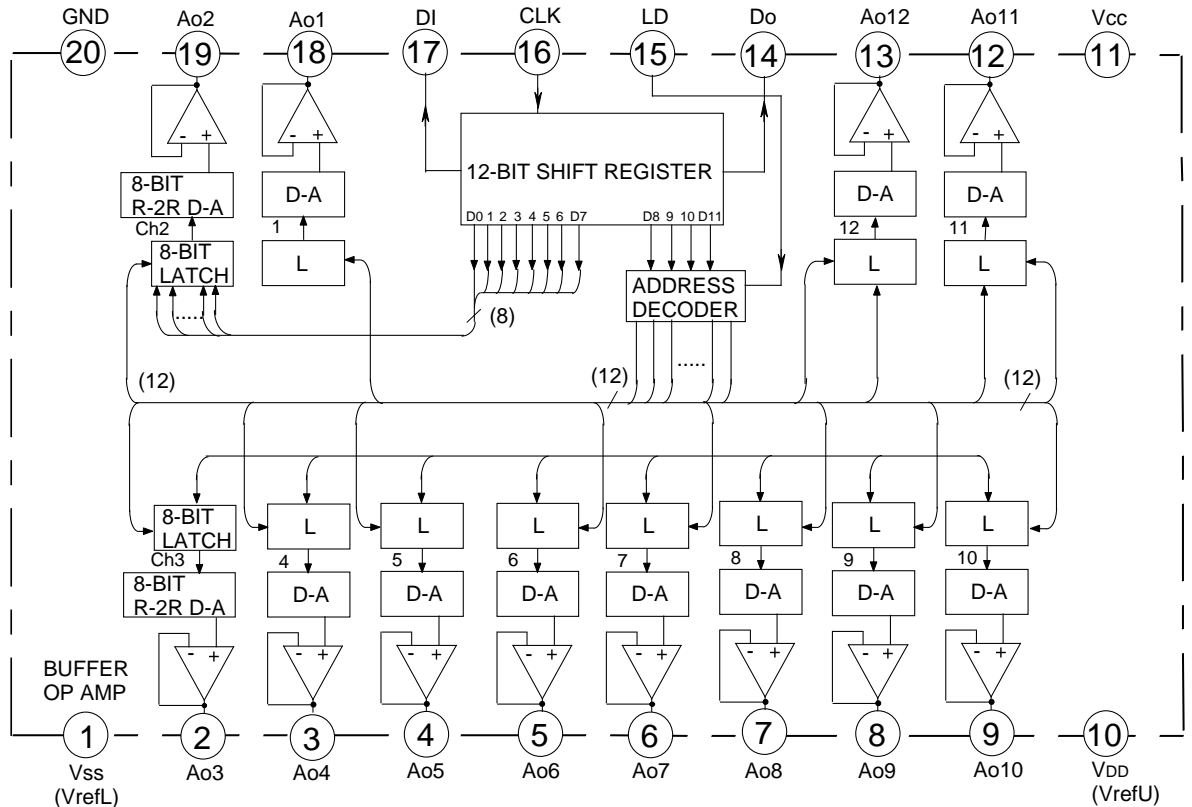 GND Ao2 Ao1 DI CLK LD Do Ao12 Ao11 Vcc
20 19 18 17 16 15 14 13 12 11
- + - + - + - +
12-BIT SHIFT REGISTER
8-BIT
R-2R D-A
D-A
D-A
D-A
Ch2 1 12 11
D0 1 2 3 4 5 6 D7 D8 9 10 D11
8-BIT
LATCH
L
ADDRESS
DECODER
L
L
.....
(8)
.....
(12) (12) (12)
8-BIT
LATCH
L L L L L L L
Ch3 4 5 6 7 8 9 10
8-BIT
R-2R D-A
D-A D-A D-A D-A D-A D-A D-A
- + - + - + - + - + - + - + - +
BUFFER
OP AMP
1 2 3 4 5 6 7 8 9 10
Vss Ao3 Ao4 Ao5 Ao6 Ao7 Ao8 Ao9 Ao10 VDD
(VrefL) (VrefU)